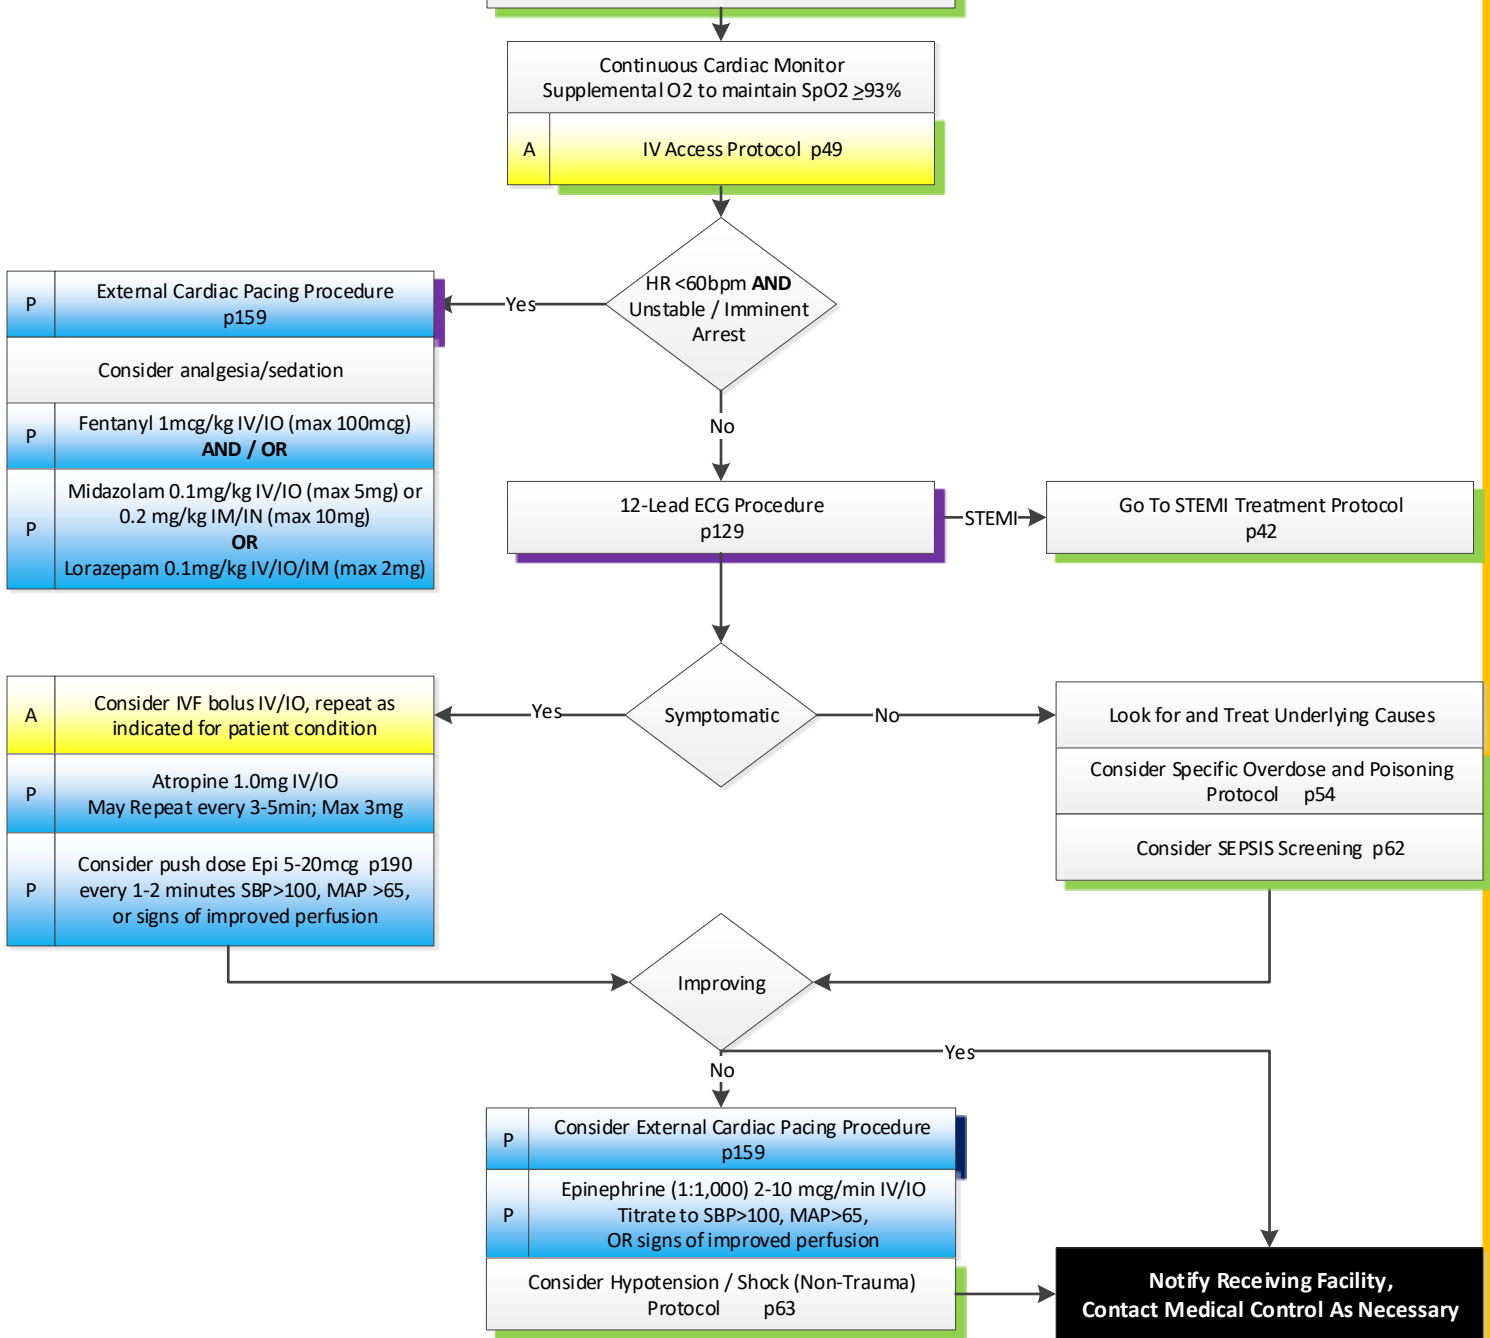 Continuous Cardiac Monitor
Supplemental O2 to maintain SpO2 ≥93%
A
IV Access Protocol p49
HR <60bpm AND
Unstable / Imminent
Arrest
Yes
P
External Cardiac Pacing Procedure
p159
Consider analgesia/sedation
P
Fentanyl 1mcg/kg IV/IO (max 100mcg)
AND / OR
P
Midazolam 0.1mg/kg IV/IO (max 5mg) or
0.2 mg/kg IM/IN (max 10mg)
OR
Lorazepam 0.1mg/kg IV/IO/IM (max 2mg)
No
12-Lead ECG Procedure
p129
STEMI
Go To STEMI Treatment Protocol
p42
Symptomatic
Yes
A
Consider IVF bolus IV/IO, repeat as
indicated for patient condition
P
Atropine 1.0mg IV/IO
May Repeat every 3-5min; Max 3mg
P
Consider push dose Epi 5-20mcg p190
every 1-2 minutes SBP>100, MAP >65,
or signs of improved perfusion
No
Look for and Treat Underlying Causes
Consider Specific Overdose and Poisoning
Protocol p54
Consider SEPSIS Screening p62
Improving
Yes
No
P
Consider External Cardiac Pacing Procedure
p159
P
Epinephrine (1:1,000) 2-10 mcg/min IV/IO
Titrate to SBP>100, MAP>65,
OR signs of improved perfusion
Consider Hypotension / Shock (Non-Trauma)
Protocol p63
Notify Receiving Facility,
Contact Medical Control As Necessary